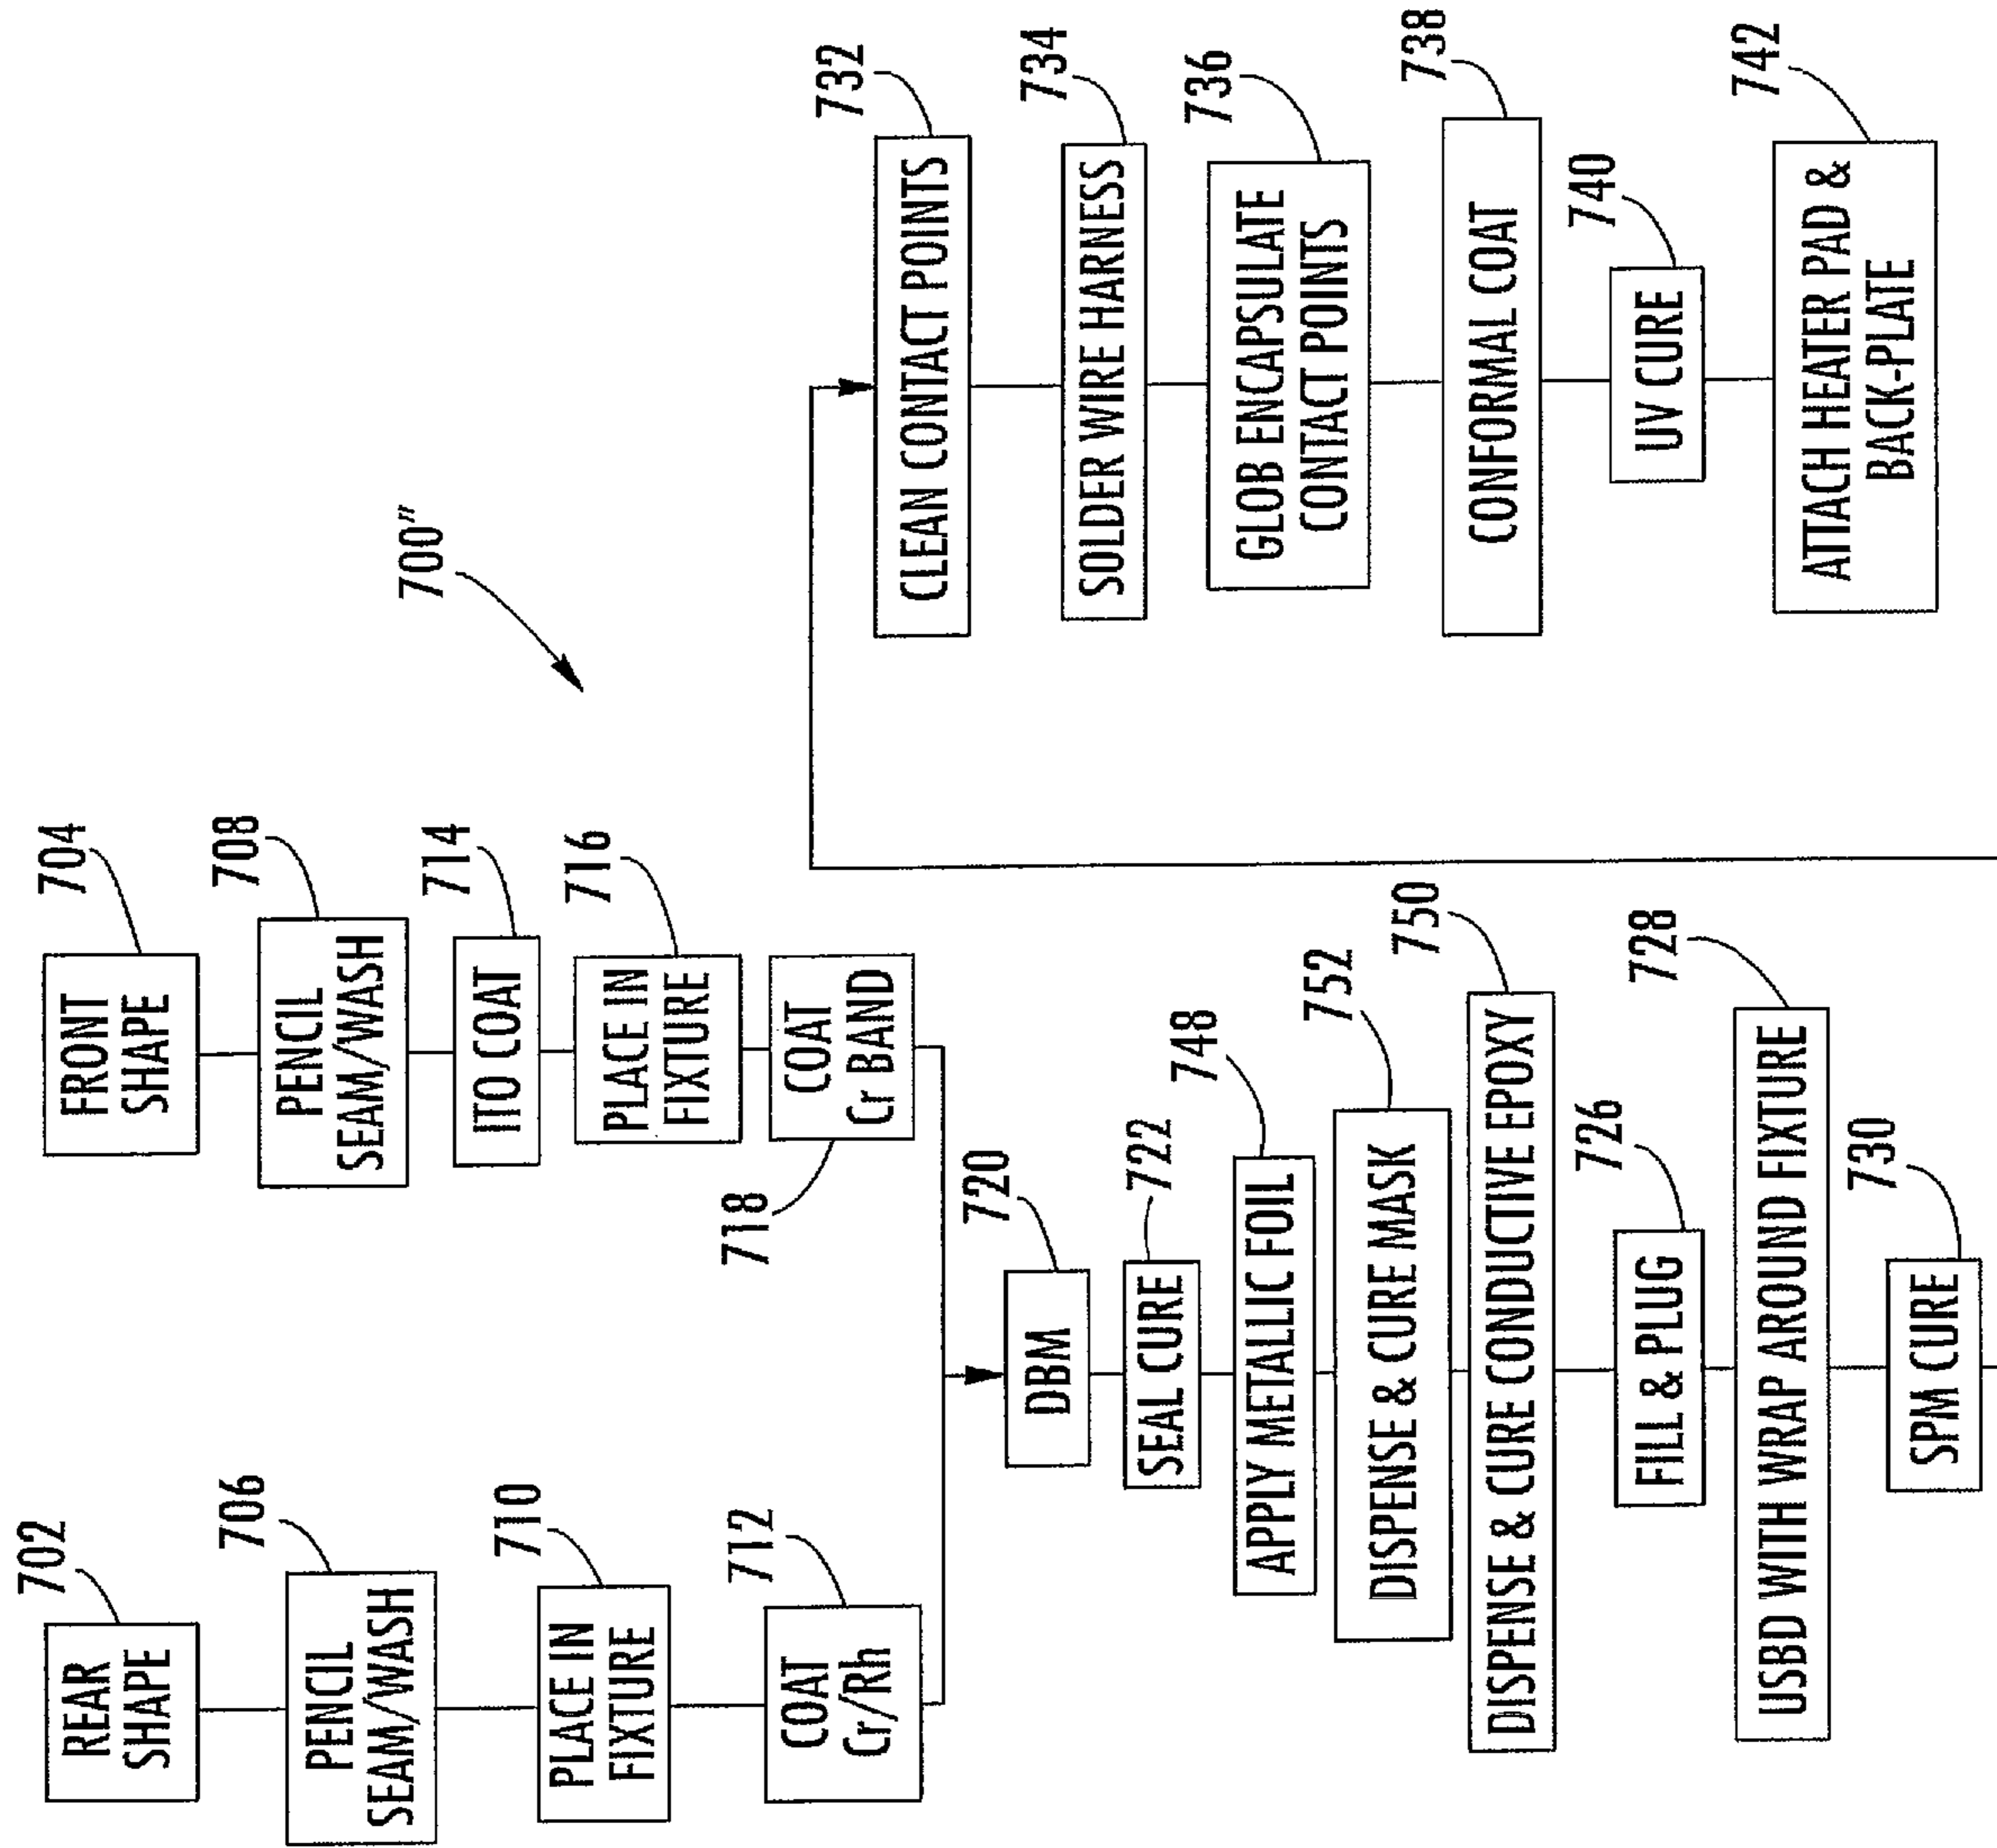 700"
702
REAR
SHAPE
706
PENCIL
SEAM/WASH
710
PLACE IN
FIXTURE
712
COAT
Cr/Rh
704
FRONT
SHAPE
708
PENCIL
SEAM/WASH
714
ITO COAT
716
PLACE IN
FIXTURE
718
COAT
Cr BAND
720
DBM
722
SEAL CURE
748
APPLY METALLIC FOIL
752
DISPENSE & CURE MASK
750
DISPENSE & CURE CONDUCTIVE EPOXY
726
FILL & PLUG
728
USBD WITH WRAP AROUND FIXTURE
730
SPM CURE
732
CLEAN CONTACT POINTS
734
SOLDER WIRE HARNESS
736
GLOB ENCAPSULATE
CONTACT POINTS
738
CONFORMAL COAT
740
UV CURE
742
ATTACH HEATER PAD &
BACK-PLATE